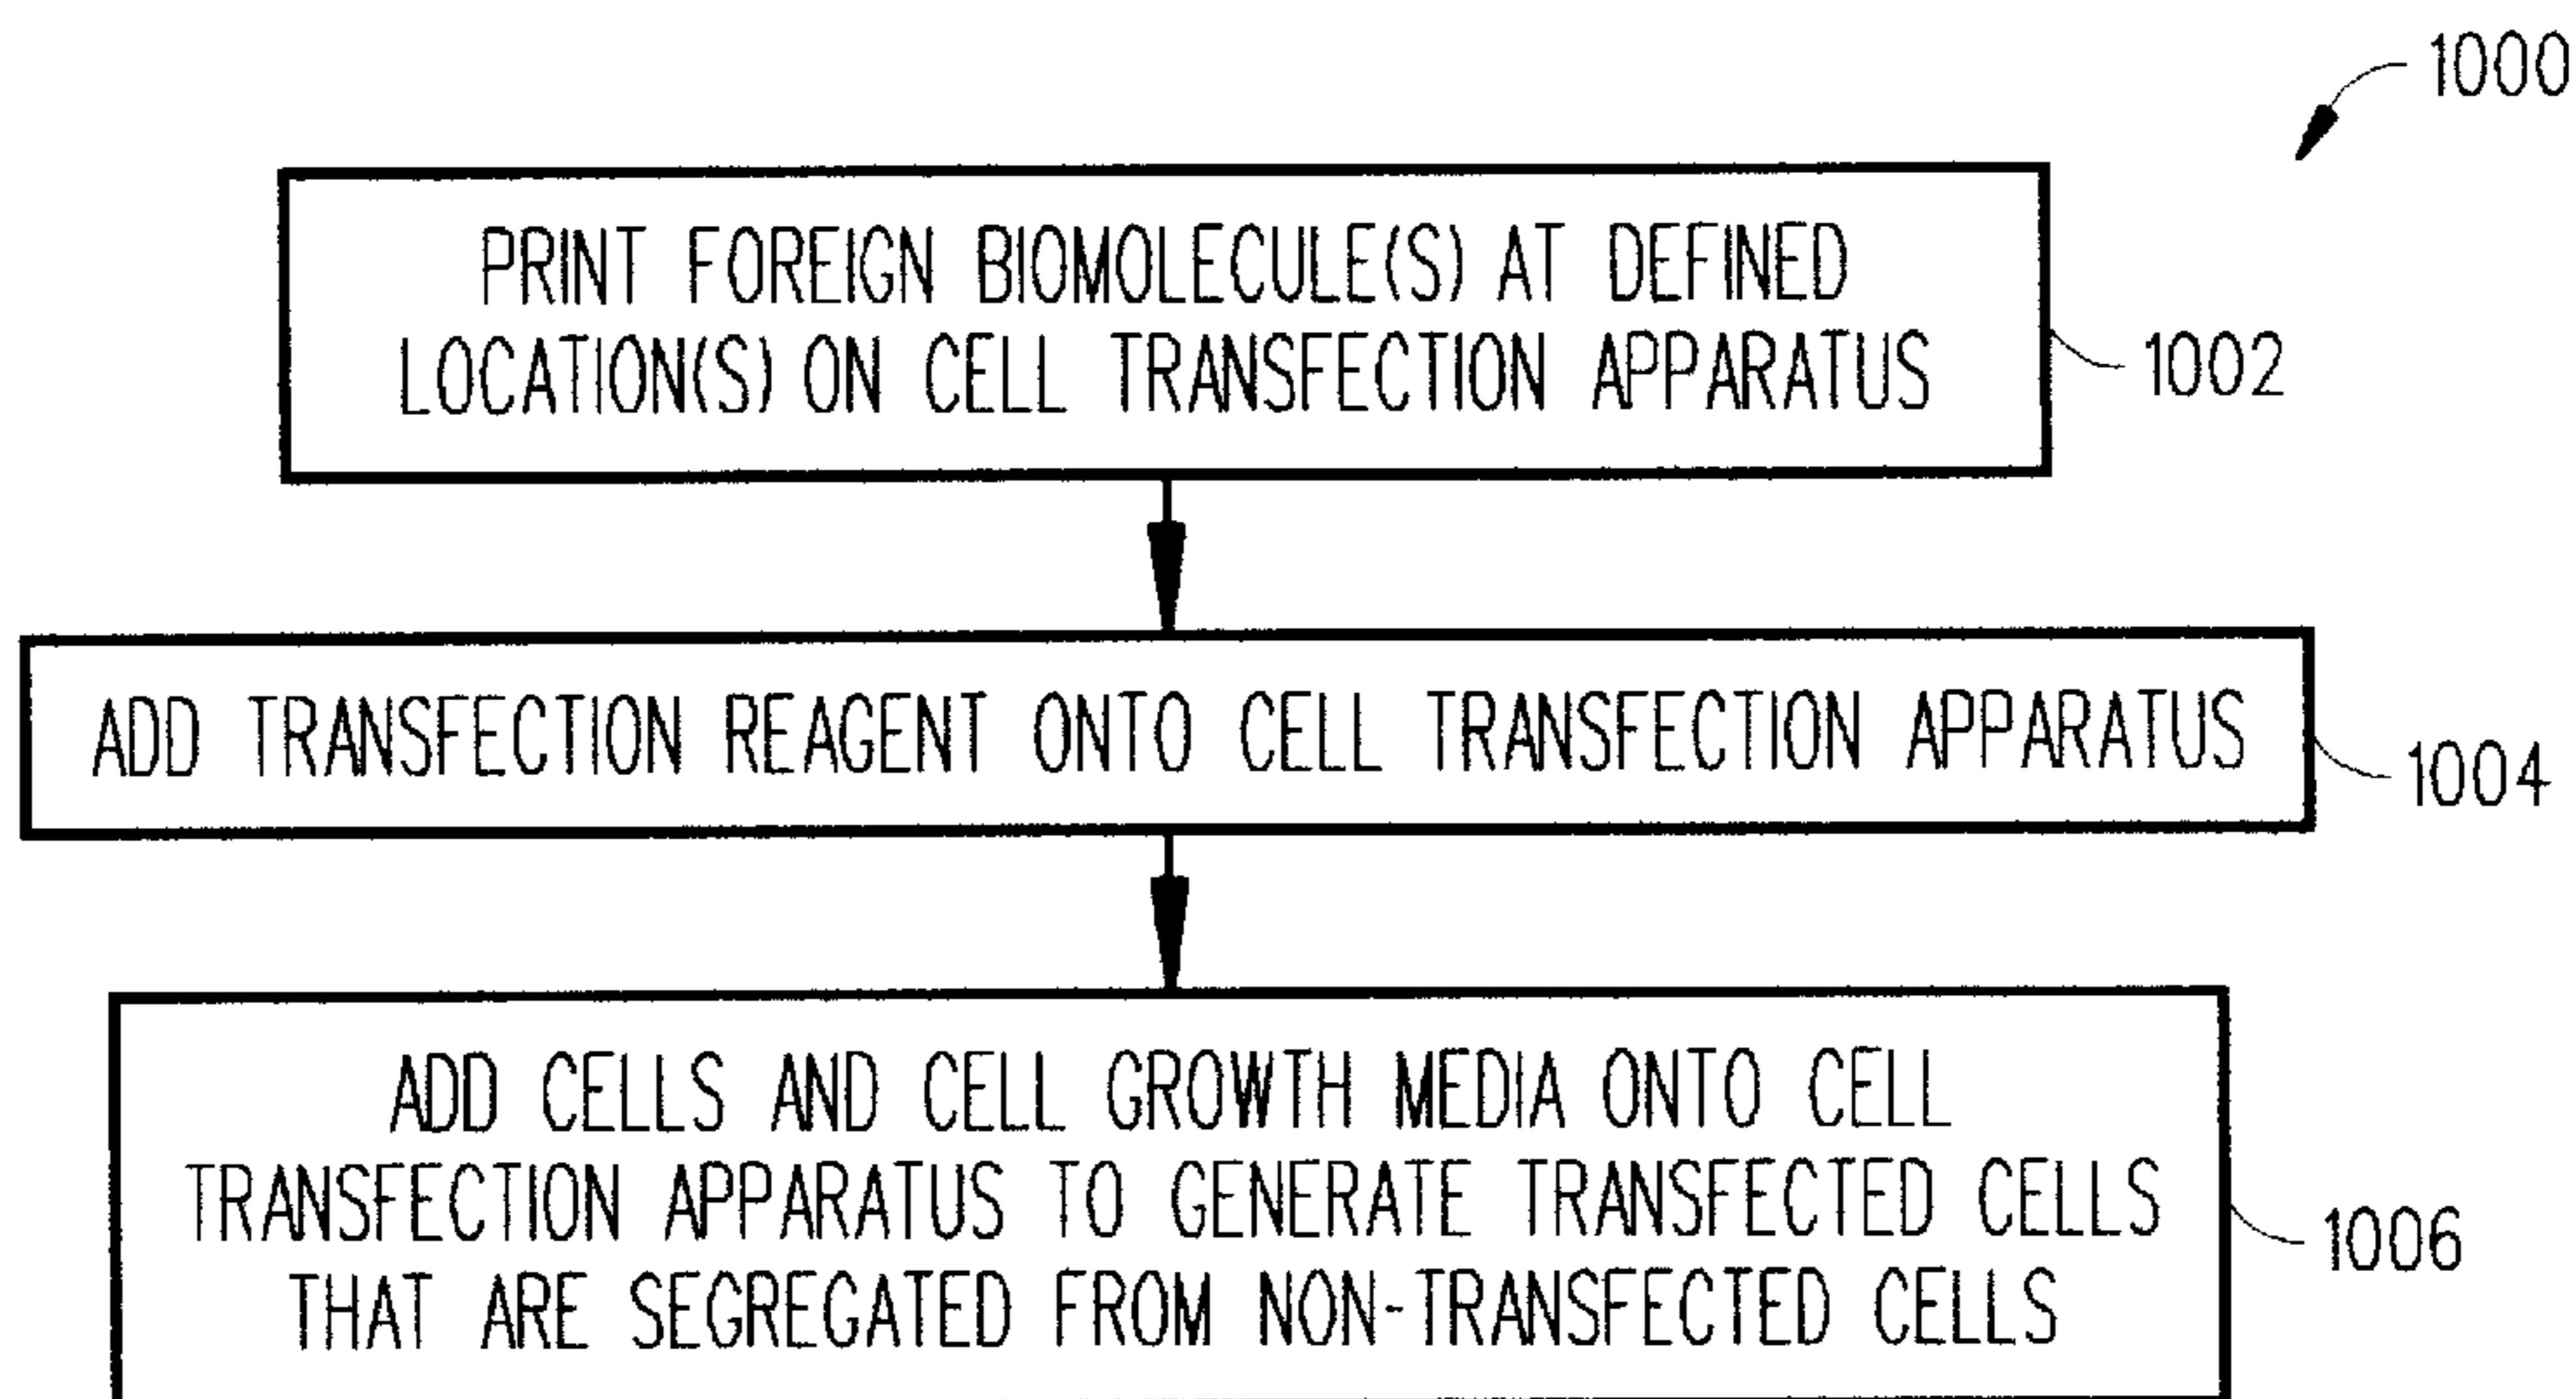 1000
PRINT FOREIGN BIOMOLECULE(S) AT DEFINED
LOCATION(S) ON CELL TRANSFECTION APPARATUS
1002
ADD TRANSFECTION REAGENT ONTO CELL TRANSFECTION APPARATUS
1004
ADD CELLS AND CELL GROWTH MEDIA ONTO CELL
TRANSFECTION APPARATUS TO GENERATE TRANSFECTED CELLS
THAT ARE SEGREGATED FROM NON-TRANSFECTED CELLS
1006